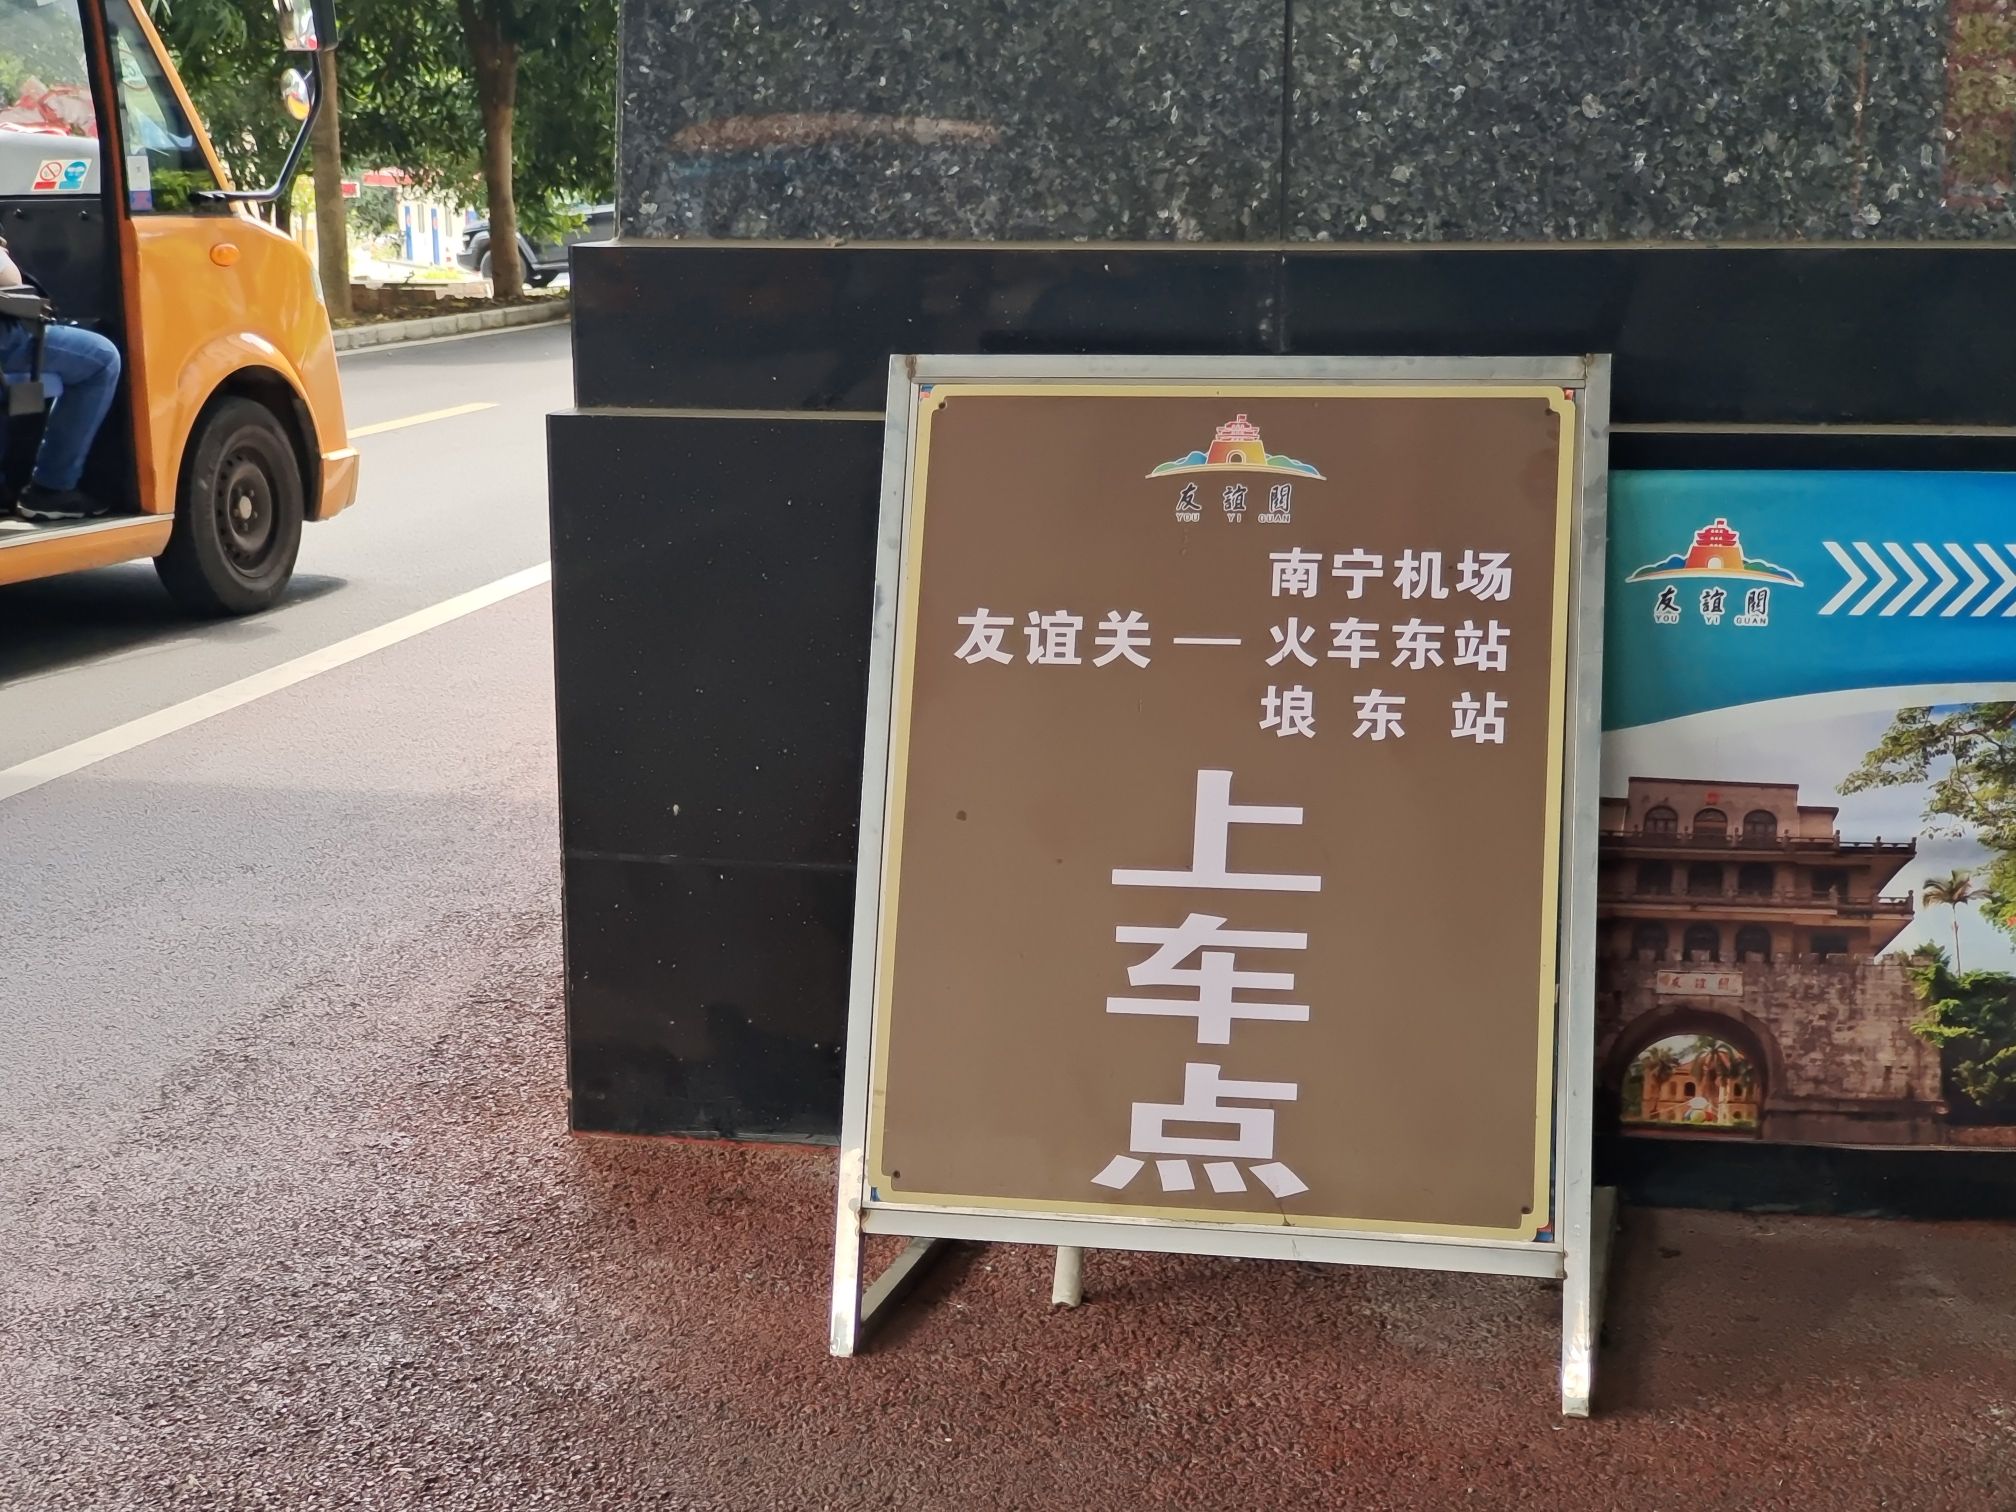 友誼關
YOU YI GUAN
南宁机场
友谊关 — 火车东站
埌东站
上
车
点
友誼關
YOU YI GUAN
友誼關